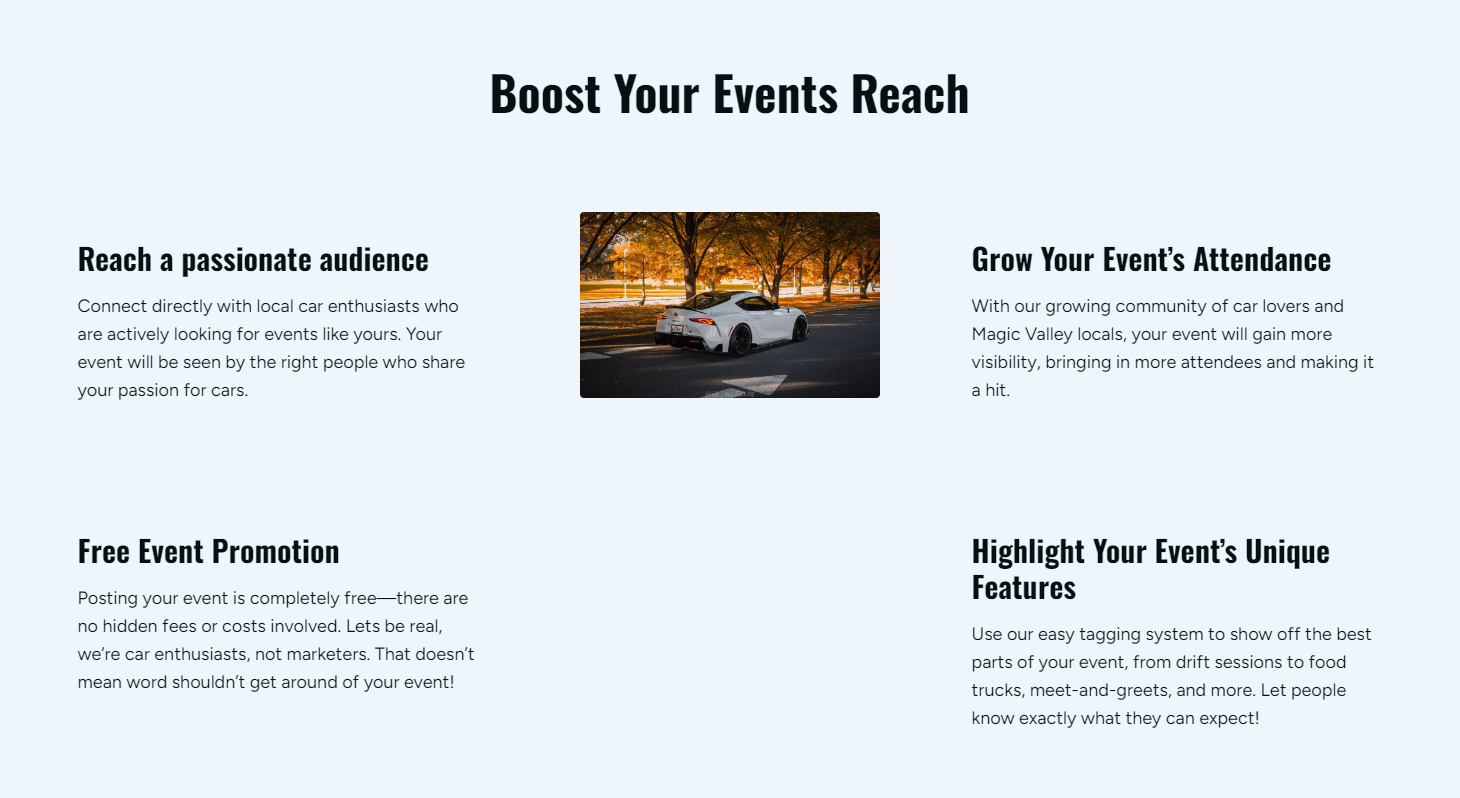 Boost Your Events Reach
Reach a passionate audience
Connect directly with local car enthusiasts who
are actively looking for events like yours. Your
event will be seen by the right people who share
your passion for cars.
Grow Your Event’s Attendance
With our growing community of car lovers and
Magic Valley locals, your event will gain more
visibility, bringing in more attendees and making it
a hit.
Free Event Promotion
Posting your event is completely free—there are
no hidden fees or costs involved. Lets be real,
we’re car enthusiasts, not marketers. That doesn’t
mean word shouldn’t get around of your event!
Highlight Your Event’s Unique
Features
Use our easy tagging system to show off the best
parts of your event, from drift sessions to food
trucks, meet-and-greets, and more. Let people
know exactly what they can expect!